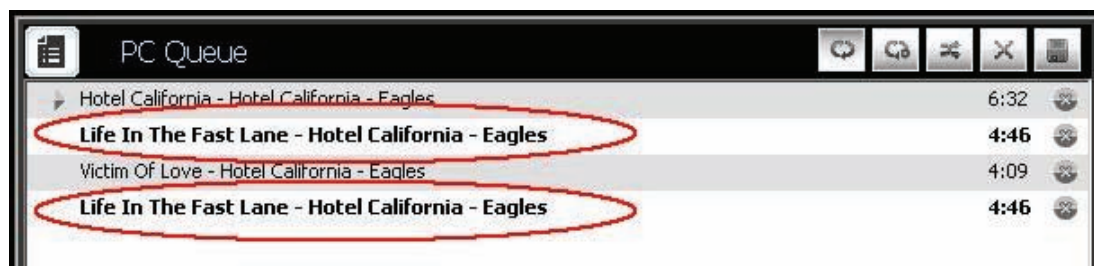 PC Queue
Hotel California - Hotel California - Eagles 6:32
Life In The Fast Lane - Hotel California - Eagles 4:46
Victim Of Love - Hotel California - Eagles 4:09
Life In The Fast Lane - Hotel California - Eagles 4:46